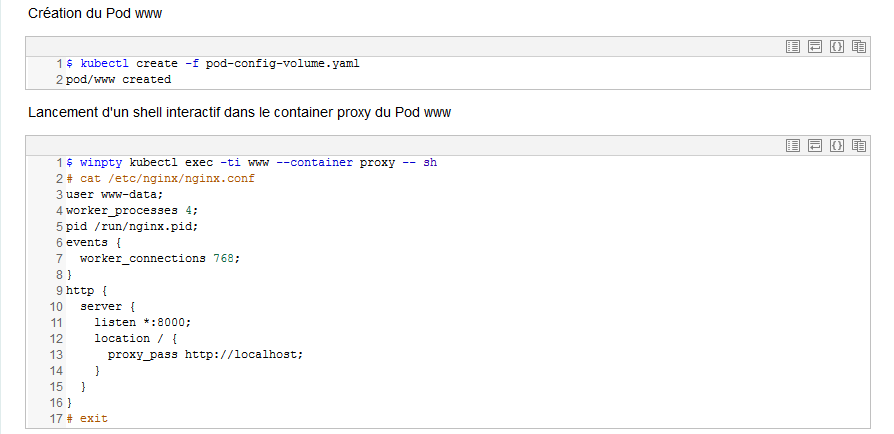 Création du Pod www
1 $ kubectl create -f pod-config-volume.yaml
2 pod/www created
Lancement d'un shell interactif dans le container proxy du Pod www
1 $ winpty kubectl exec -ti www --container proxy -- sh
2 # cat /etc/nginx/nginx.conf
3 user www-data;
4 worker_processes 4;
5 pid /run/nginx.pid;
6 events {
7   worker_connections 768;
8 }
9 http {
10   server {
11     listen *:8000;
12     location / {
13       proxy_pass http://localhost;
14     }
15   }
16 }
17 # exit